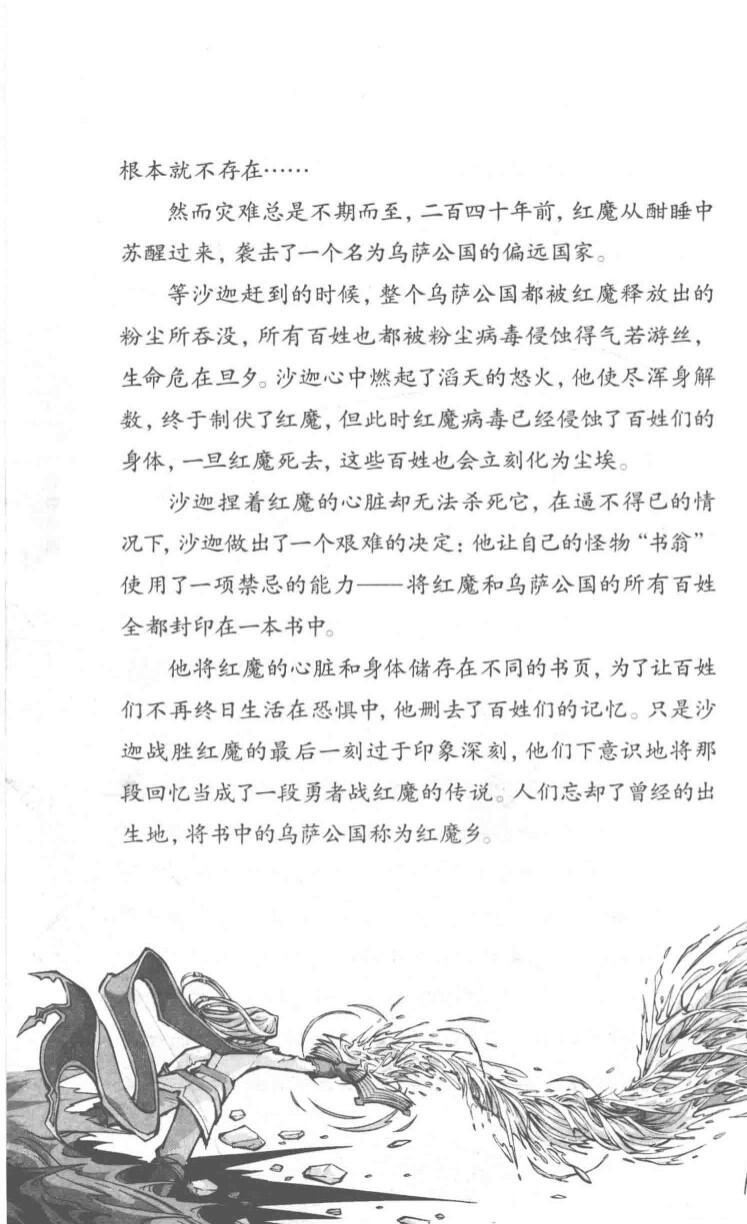 根本就不存在……
然而灾难总是不期而至，二百四十年前，红魔从酣睡中
苏醒过来，袭击了一个名为乌萨公国的偏远国家。
等沙迦赶到的时候，整个乌萨公国都被红魔释放出的
粉尘所吞没，所有百姓也都被粉尘病毒侵蚀得气若游丝，
生命危在旦夕。沙迦心中燃起了滔天的怒火，他使尽浑身解
数，终于制伏了红魔，但此时红魔病毒已经侵蚀了百姓们的
身体，一旦红魔死去，这些百姓也会立刻化为尘埃。
沙迦捏着红魔的心脏却无法杀死它，在逼不得已的情
况下，沙迦做出了一个艰难的决定：他让自己的怪物“书翁”
使用了一项禁忌的能力——将红魔和乌萨公国的所有百姓
全都封印在一本书中。
他将红魔的心脏和身体储存在不同的书页，为了让百姓
们不再终日生活在恐惧中，他删去了百姓们的记忆。只是沙
迦战胜红魔的最后一刻过于印象深刻，他们下意识地将那
段回忆当成了一段勇者战红魔的传说。人们忘却了曾经的出
生地，将书中的乌萨公国称为红魔乡。